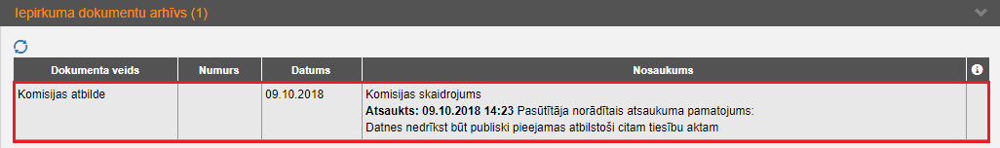 Iepirkuma dokumentu arhīvs (1)
Dokumenta veids Numurs Datums Nosaukums
Komisijas atbilde 09.10.2018 Komisijas skaidrojums
Atsaukts: 09.10.2018 14:23 Pasūtītāja norādītais atsaukuma pamatojums:
Datnes nedrīkst būt publiski pieejamas atbilstoši citam tiesību aktam